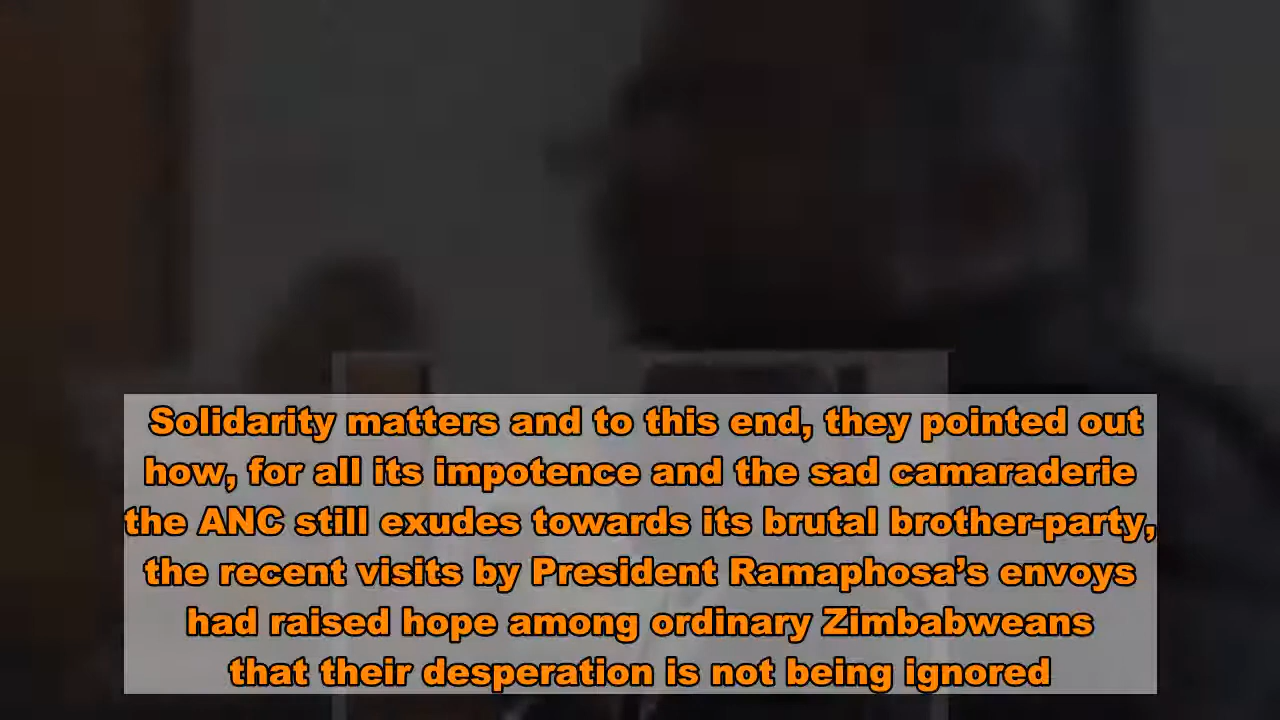 Solidarity matters and to this end, they pointed out
how, for all its impotence and the sad camaraderie
the ANC still exudes towards its brutal brother-party,
the recent visits by President Ramaphosa’s envoys
had raised hope among ordinary Zimbabweans
that their desperation is not being ignored